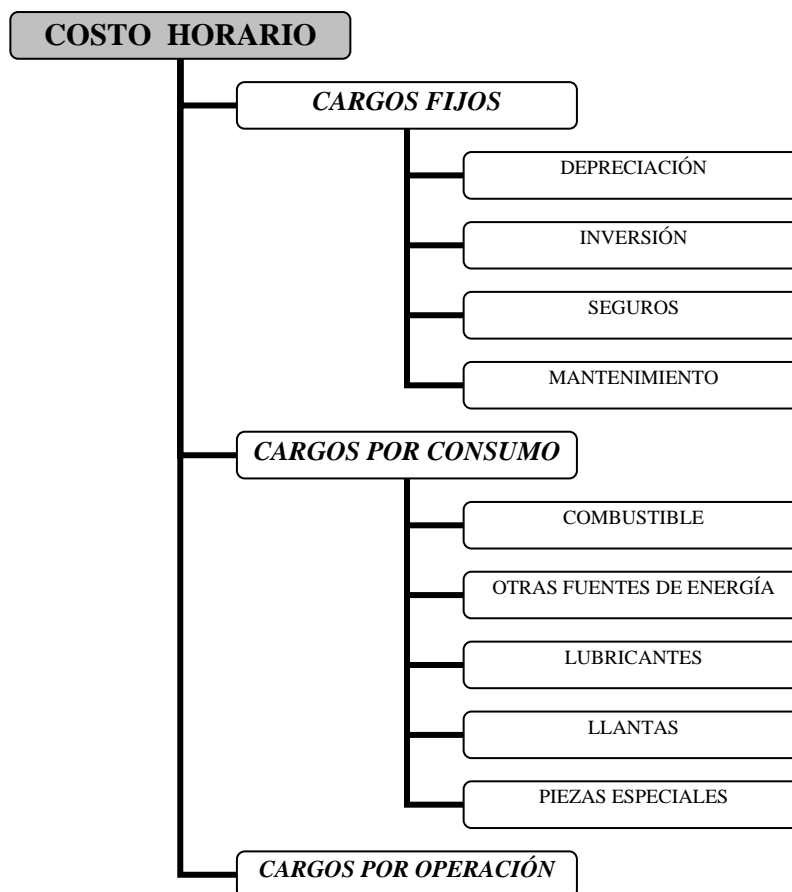 COSTO HORARIO
CARGOS FIJOS
DEPRECIACIÓN
INVERSIÓN
SEGUROS
MANTENIMIENTO
CARGOS POR CONSUMO
COMBUSTIBLE
OTRAS FUENTES DE ENERGÍA
LUBRICANTES
LLANTAS
PIEZAS ESPECIALES
CARGOS POR OPERACIÓN